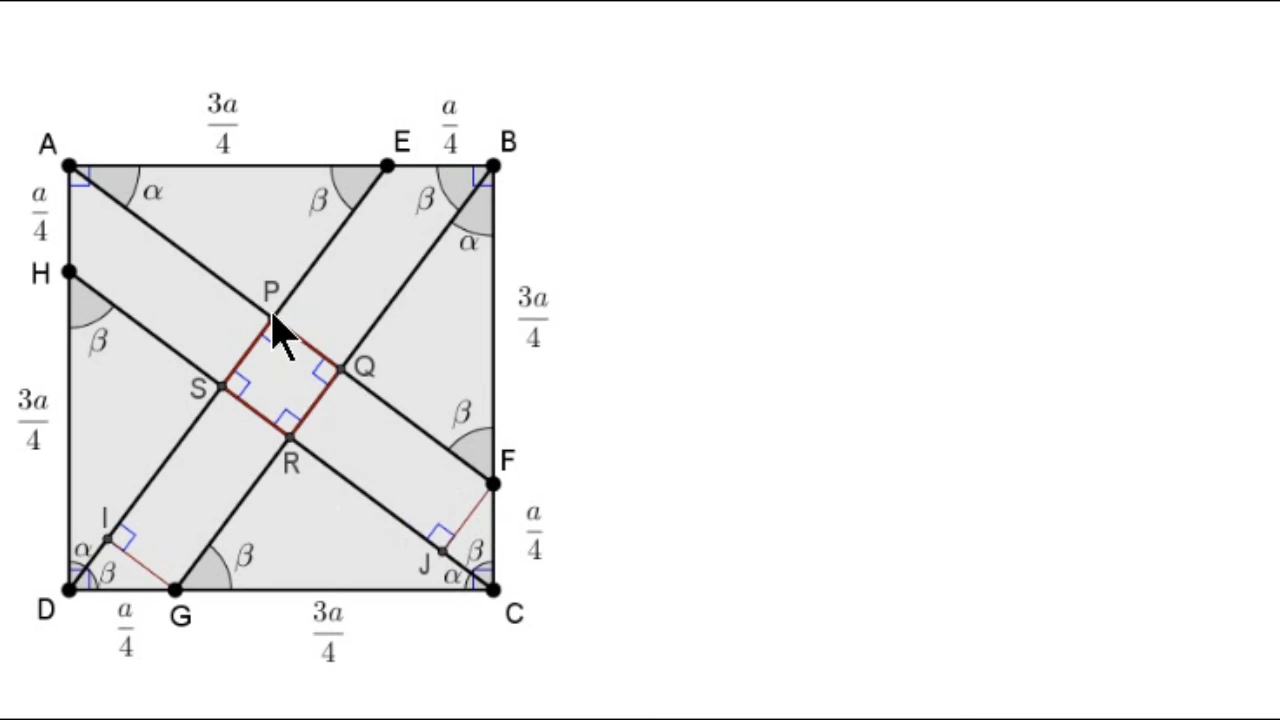 3a/4 a/4
A E B
a/4 α β β
α
H P
3a/4
β S Q
3a/4 β
R F
I
α β β a/4
β J α
D G C
a/4 3a/4